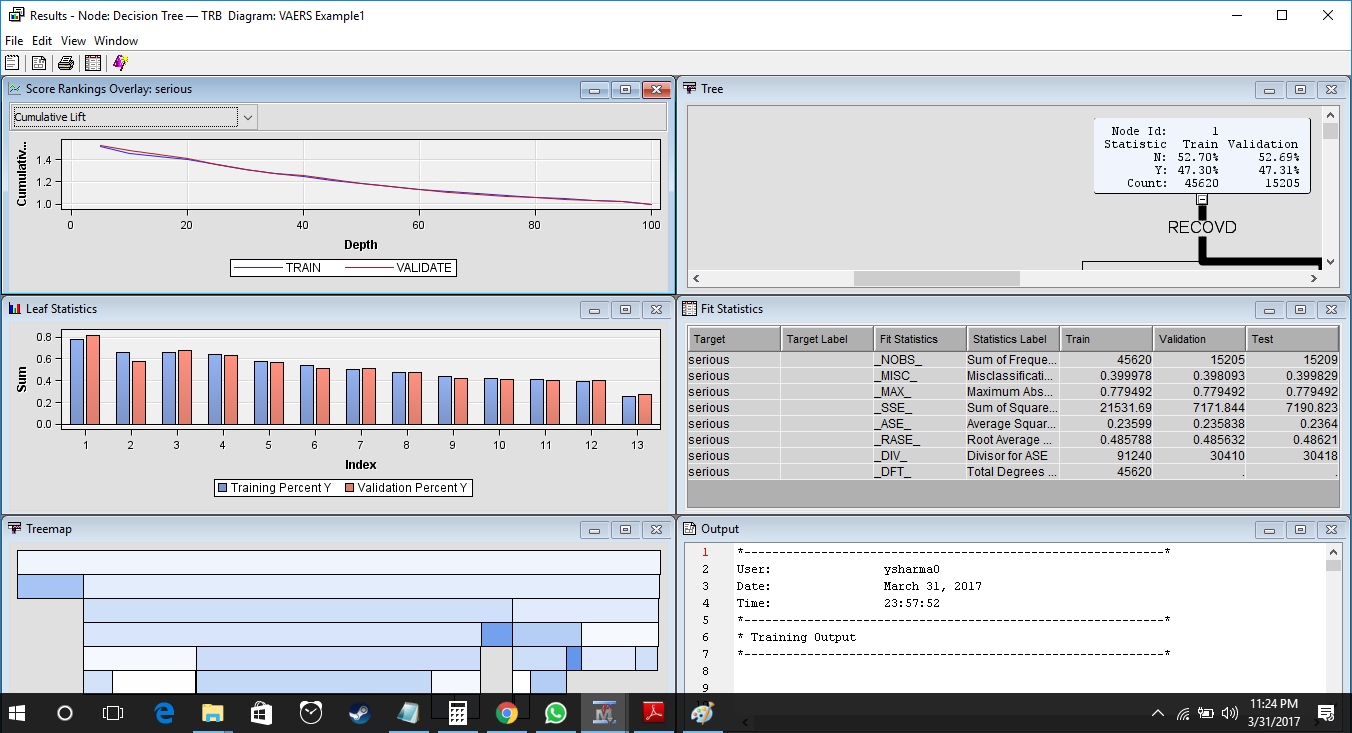 Results - Node: Decision Tree — TRB Diagram: VAERS Example1
File Edit View Window
Score Rankings Overlay: serious
Cumulative Lift
Cumulativ...
1.4
1.2
1.0
0 20 40 60 80 100
Depth
TRAIN VALIDATE
Tree
Node Id: 1
Statistic Train Validation
N: 52.70% 52.69%
Y: 47.30% 47.31%
Count: 45620 15205
RECOVD
Leaf Statistics
Sum
0.8
0.6
0.4
0.2
0.0
1 2 3 4 5 6 7 8 9 10 11 12 13
Index
Training Percent Y Validation Percent Y
Fit Statistics
Target Target Label Fit Statistics Statistics Label Train Validation Test
serious _NOBS_ Sum of Freque... 45620 15205 15209
serious _MISC_ Misclassificati... 0.399978 0.398093 0.399829
serious _MAX_ Maximum Abs... 0.779492 0.779492 0.779492
serious _SSE_ Sum of Square... 21531.69 7171.844 7190.823
serious _ASE_ Average Squar... 0.23599 0.235838 0.2364
serious _RASE_ Root Average ... 0.485788 0.485632 0.48621
serious _DIV_ Divisor for ASE 91240 30410 30418
serious _DFT_ Total Degrees ... 45620 . .
Treemap
Output
1 *------------------------------------------------------------*
2 User: ysharma0
3 Date: March 31, 2017
4 Time: 23:57:52
5 *------------------------------------------------------------*
6 * Training Output
7 *------------------------------------------------------------*
8
9
11:24 PM
3/31/2017